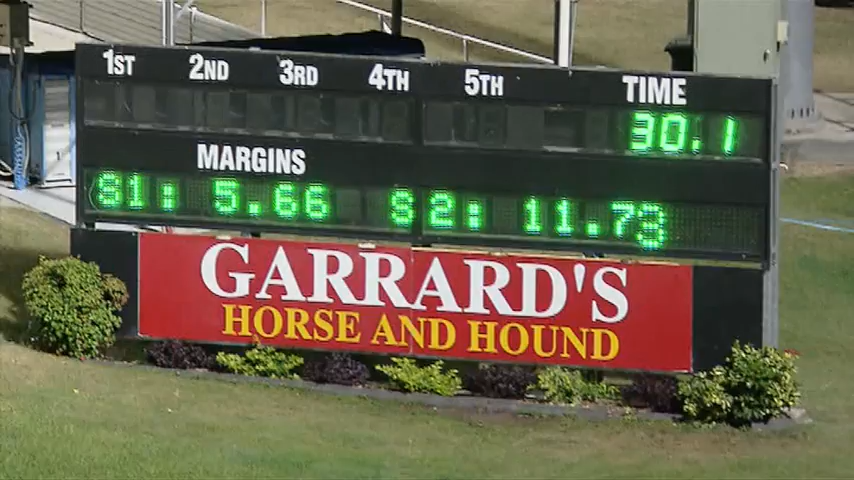 1ST 2ND 3RD 4TH 5TH TIME
30.1
MARGINS
S1: 5.66 S2: 11.73
GARRARD'S
HORSE AND HOUND